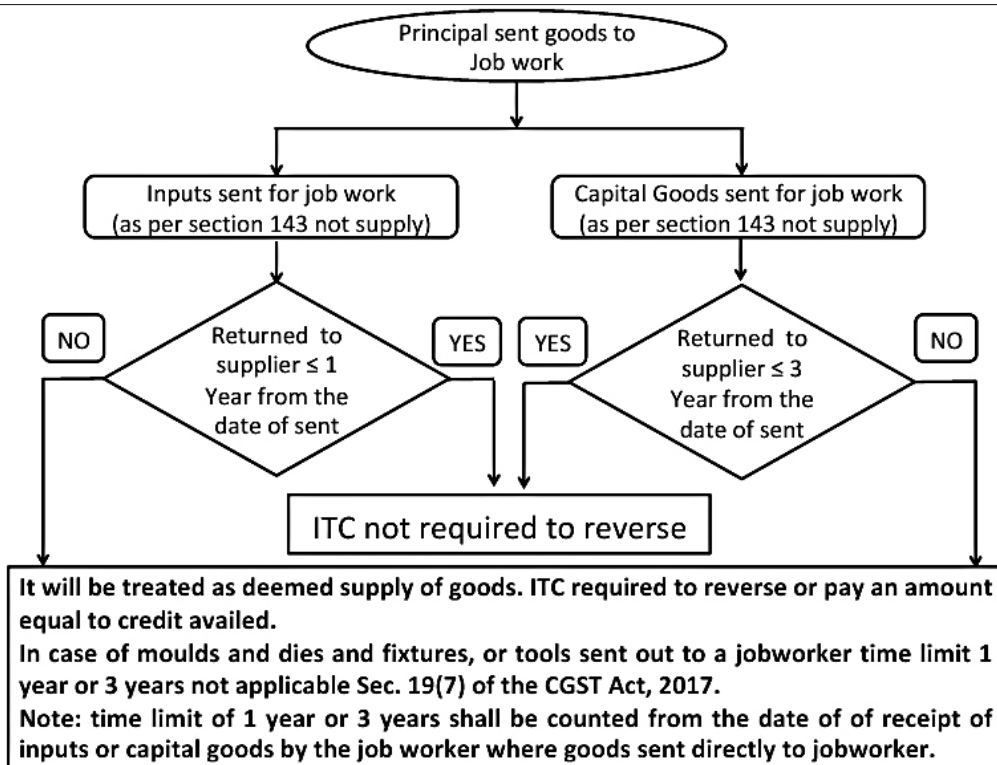 Principal sent goods to
Job work
Inputs sent for job work
(as per section 143 not supply)
Capital Goods sent for job work
(as per section 143 not supply)
NO
Returned to
supplier ≤ 1
Year from the
date of sent
YES
YES
Returned to
supplier ≤ 3
Year from the
date of sent
NO
ITC not required to reverse
It will be treated as deemed supply of goods. ITC required to reverse or pay an amount
equal to credit availed.
In case of moulds and dies and fixtures, or tools sent out to a jobworker time limit 1
year or 3 years not applicable Sec. 19(7) of the CGST Act, 2017.
Note: time limit of 1 year or 3 years shall be counted from the date of of receipt of
inputs or capital goods by the job worker where goods sent directly to jobworker.